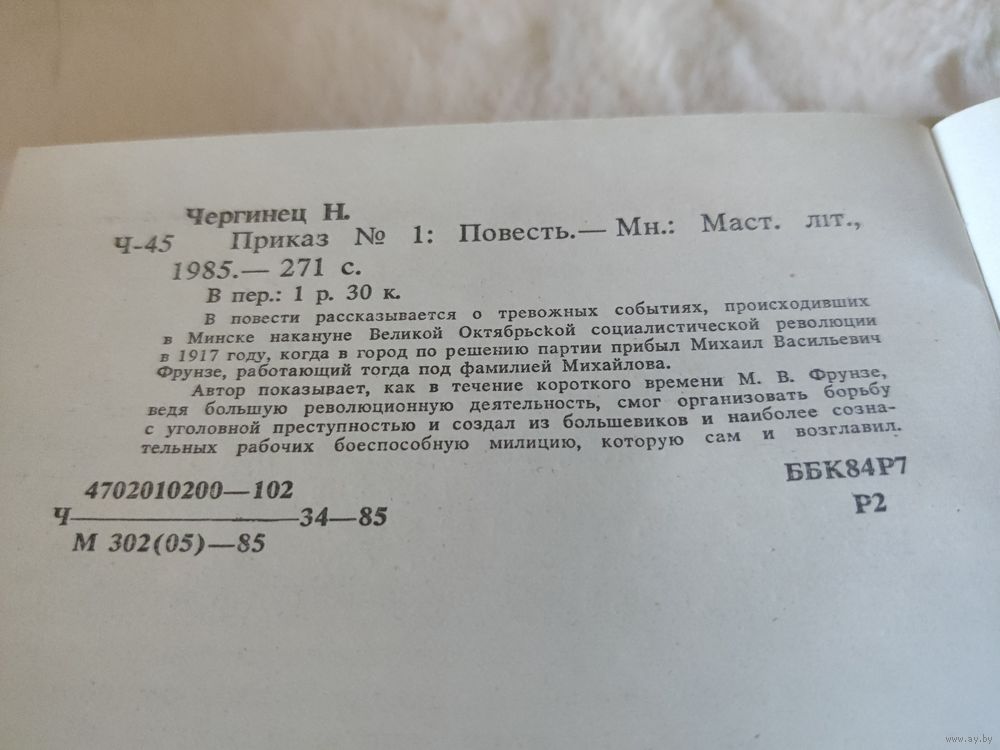 Чергинец Н.
Ч-45 Приказ № 1: Повесть.— Мн.: Маст. літ.,
1985.— 271 с.
В пер.: 1 р. 30 к.
В повести рассказывается о тревожных событиях, происходивших
в Минске накануне Великой Октябрьской социалистической революции
в 1917 году, когда в город по решению партии прибыл Михаил Васильевич
Фрунзе, работающий тогда под фамилией Михайлова.
Автор показывает, как в течение короткого времени М. В. Фрунзе,
ведя большую революционную деятельность, смог организовать борьбу
с уголовной преступностью и создал из большевиков и наиболее созна-
тельных рабочих боеспособную милицию, которую сам и возглавил.
4702010200—102
Ч————34—85
М 302(05)—85
ББК84Р7
Р2
www.ay.by